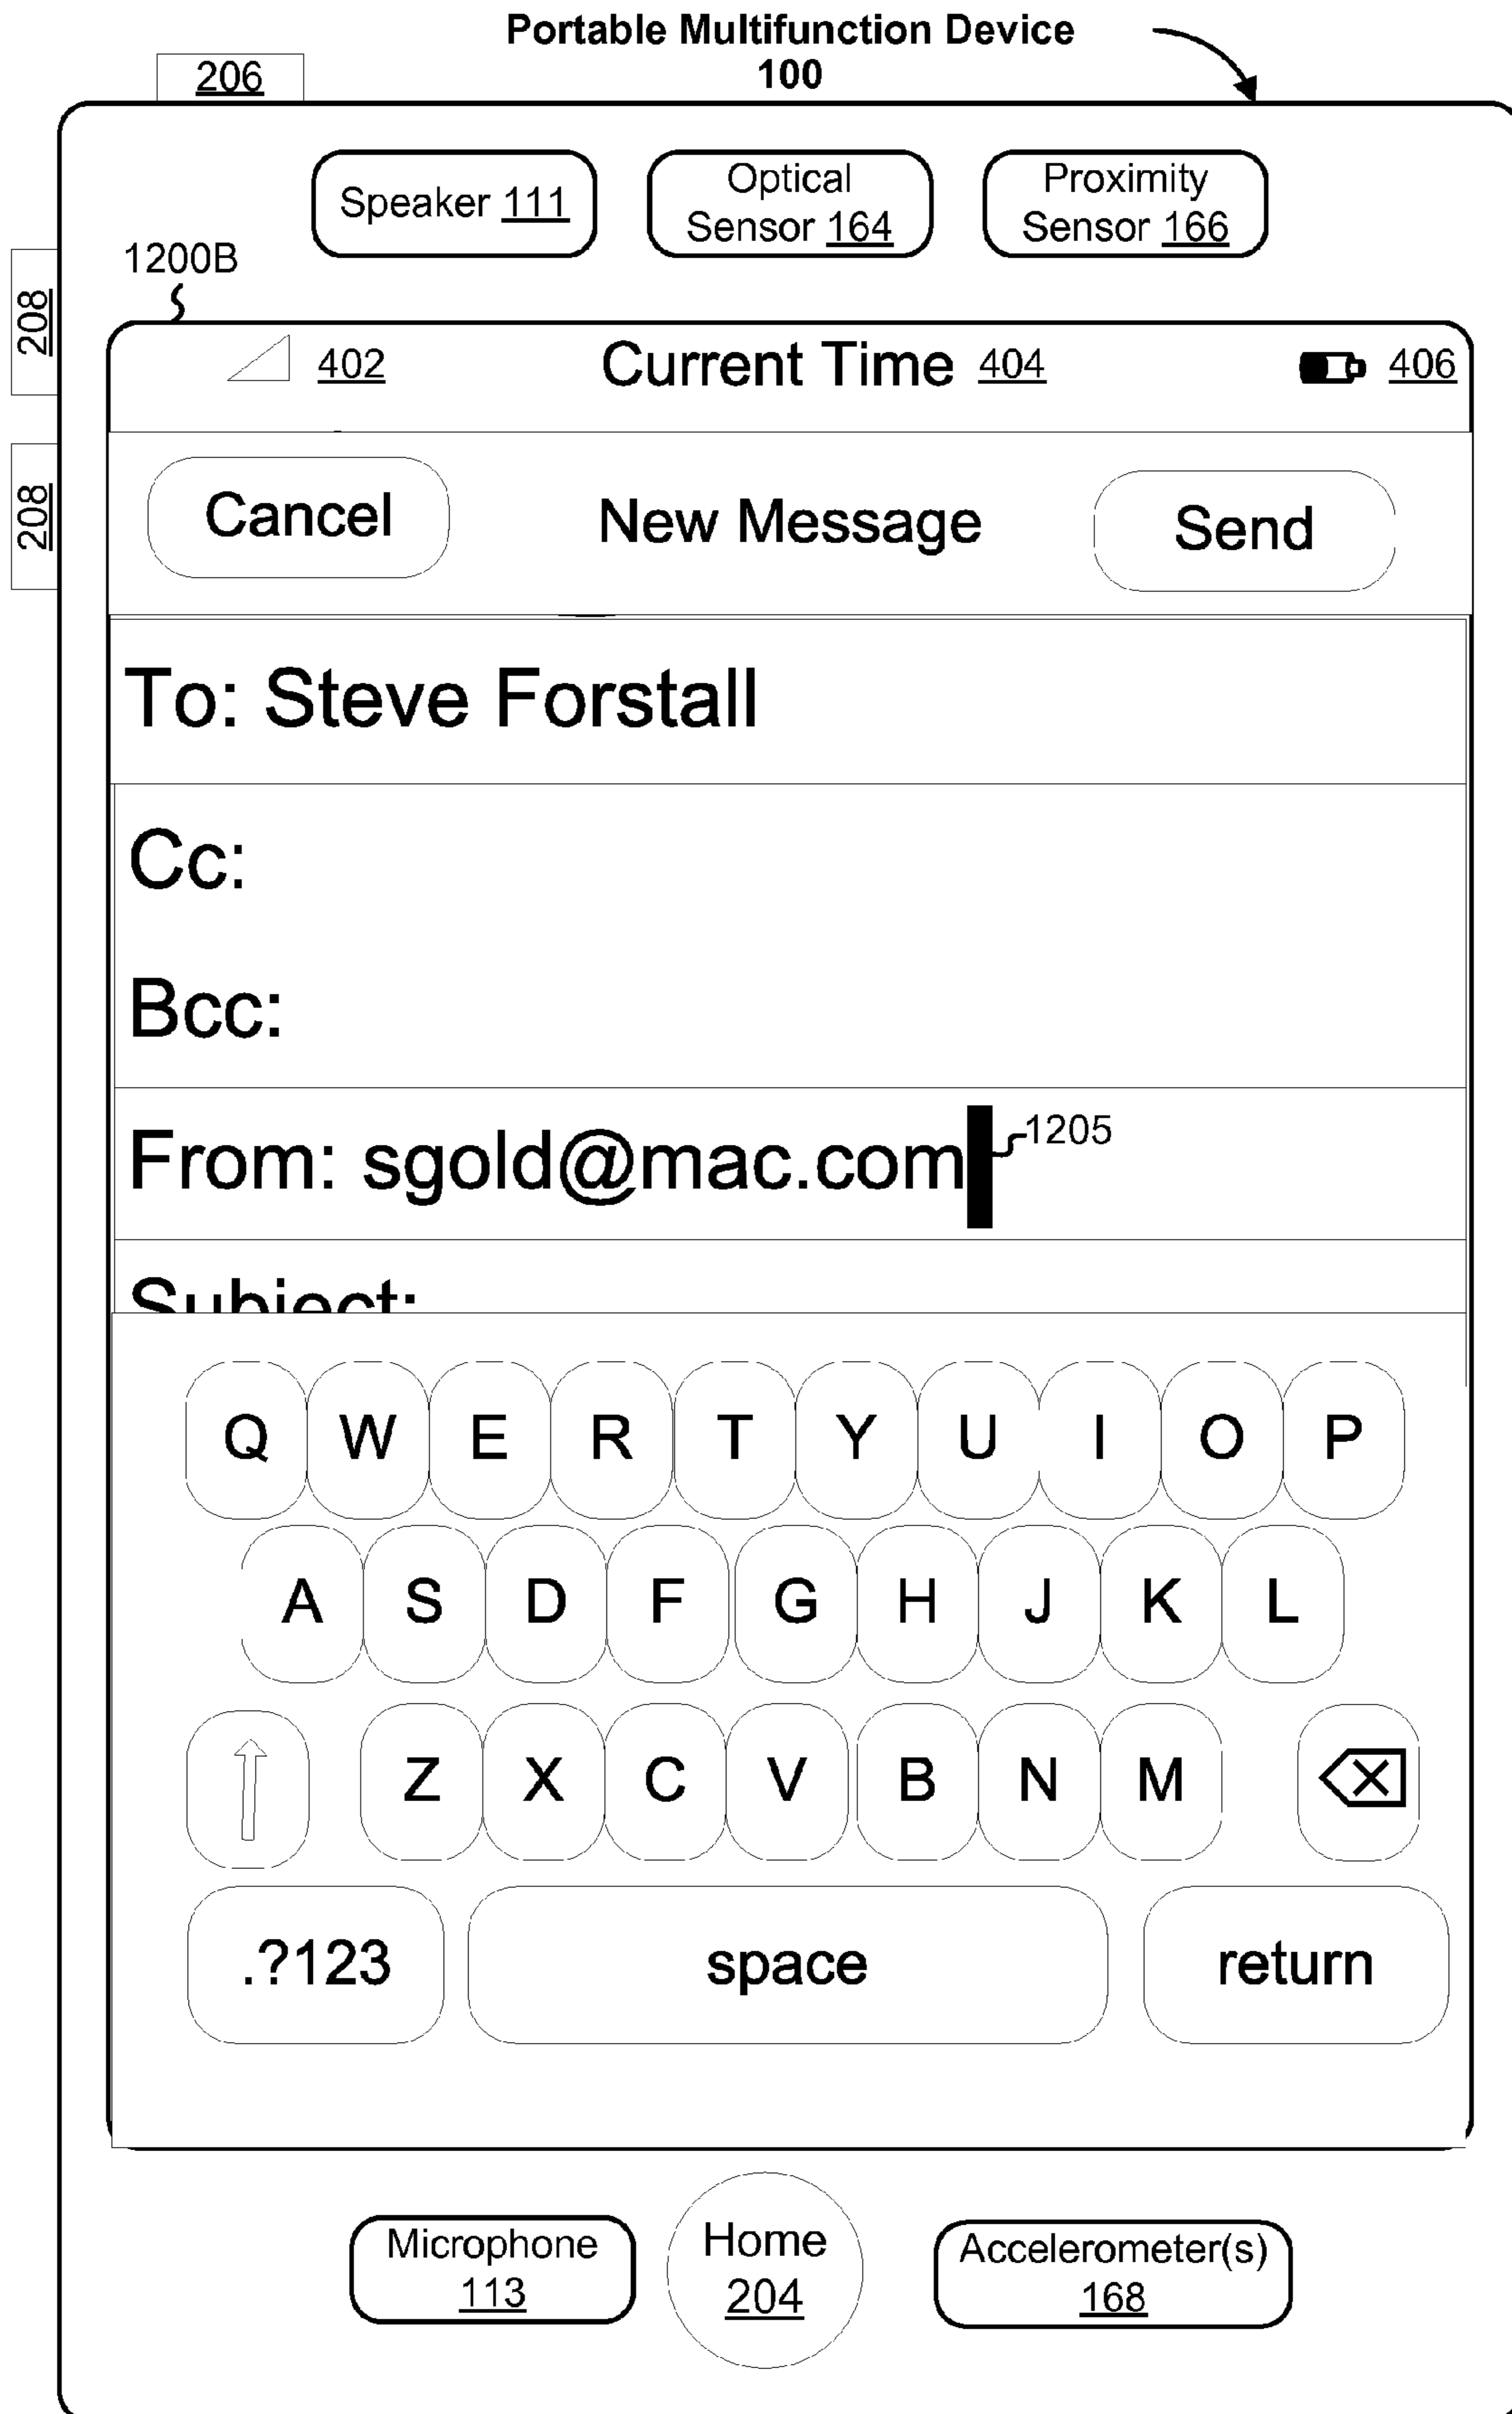 Portable Multifunction Device
100
206
Speaker 111
Optical
Sensor 164
Proximity
Sensor 166
1200B
208
402
Current Time 404
406
208
Cancel
New Message
Send
To: Steve Forstall
Cc:
Bcc:
From: sgold@mac.com
1205
Subject:
Q W E R T Y U I O P
A S D F G H J K L
Z X C V B N M
.?123
space
return
Microphone
113
Home
204
Accelerometer(s)
168